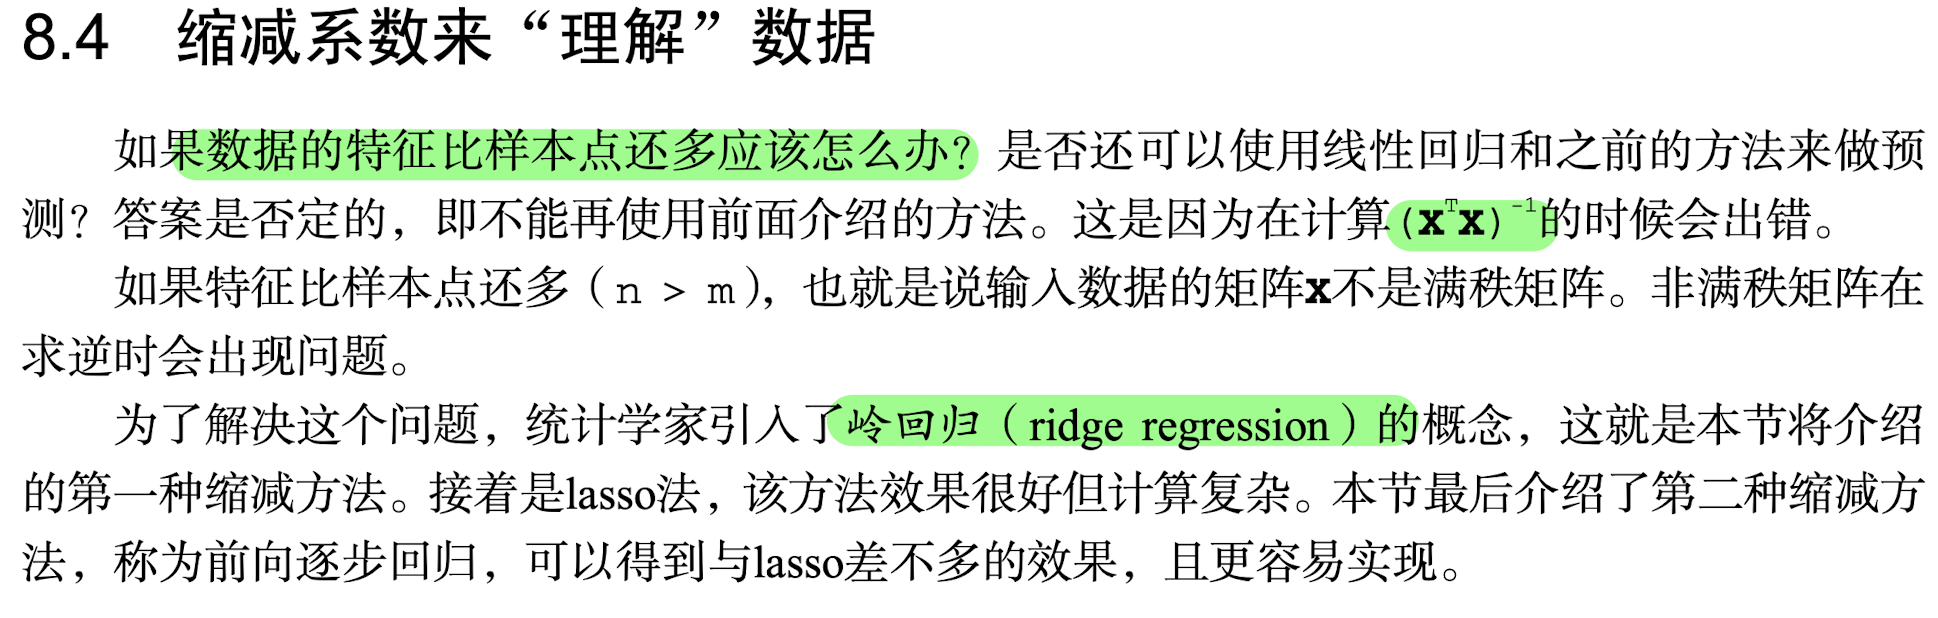 8.4 缩减系数来“理解”数据
如果数据的特征比样本点还多应该怎么办？是否还可以使用线性回归和之前的方法来做预
测？答案是否定的，即不能再使用前面介绍的方法。这是因为在计算(xᵀx)⁻¹的时候会出错。
如果特征比样本点还多（n > m），也就是说输入数据的矩阵x不是满秩矩阵。非满秩矩阵在
求逆时会出现问题。
为了解决这个问题，统计学家引入了岭回归（ridge regression）的概念，这就是本节将介绍
的第一种缩减方法。接着是lasso法，该方法效果很好但计算复杂。本节最后介绍了第二种缩减方
法，称为前向逐步回归，可以得到与lasso差不多的效果，且更容易实现。